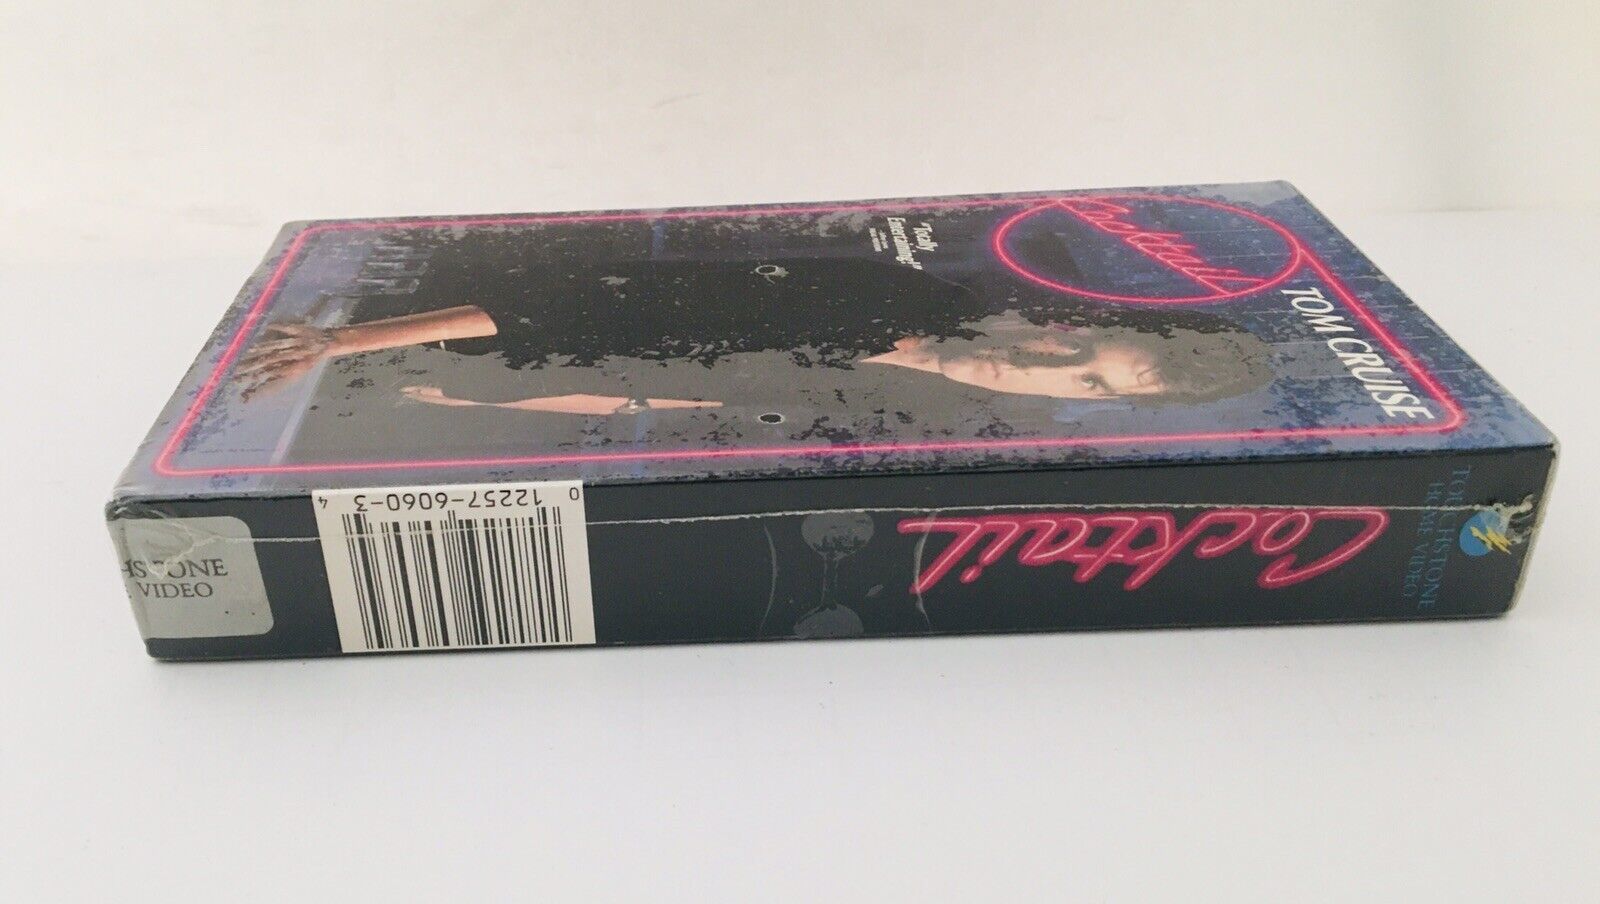 Cocktail
TOM CRUISE
"Totally
Entertaining!"
TOUCHSTONE
HOME VIDEO
Cocktail
0 12257-6060-3 4
HSTONE
VIDEO